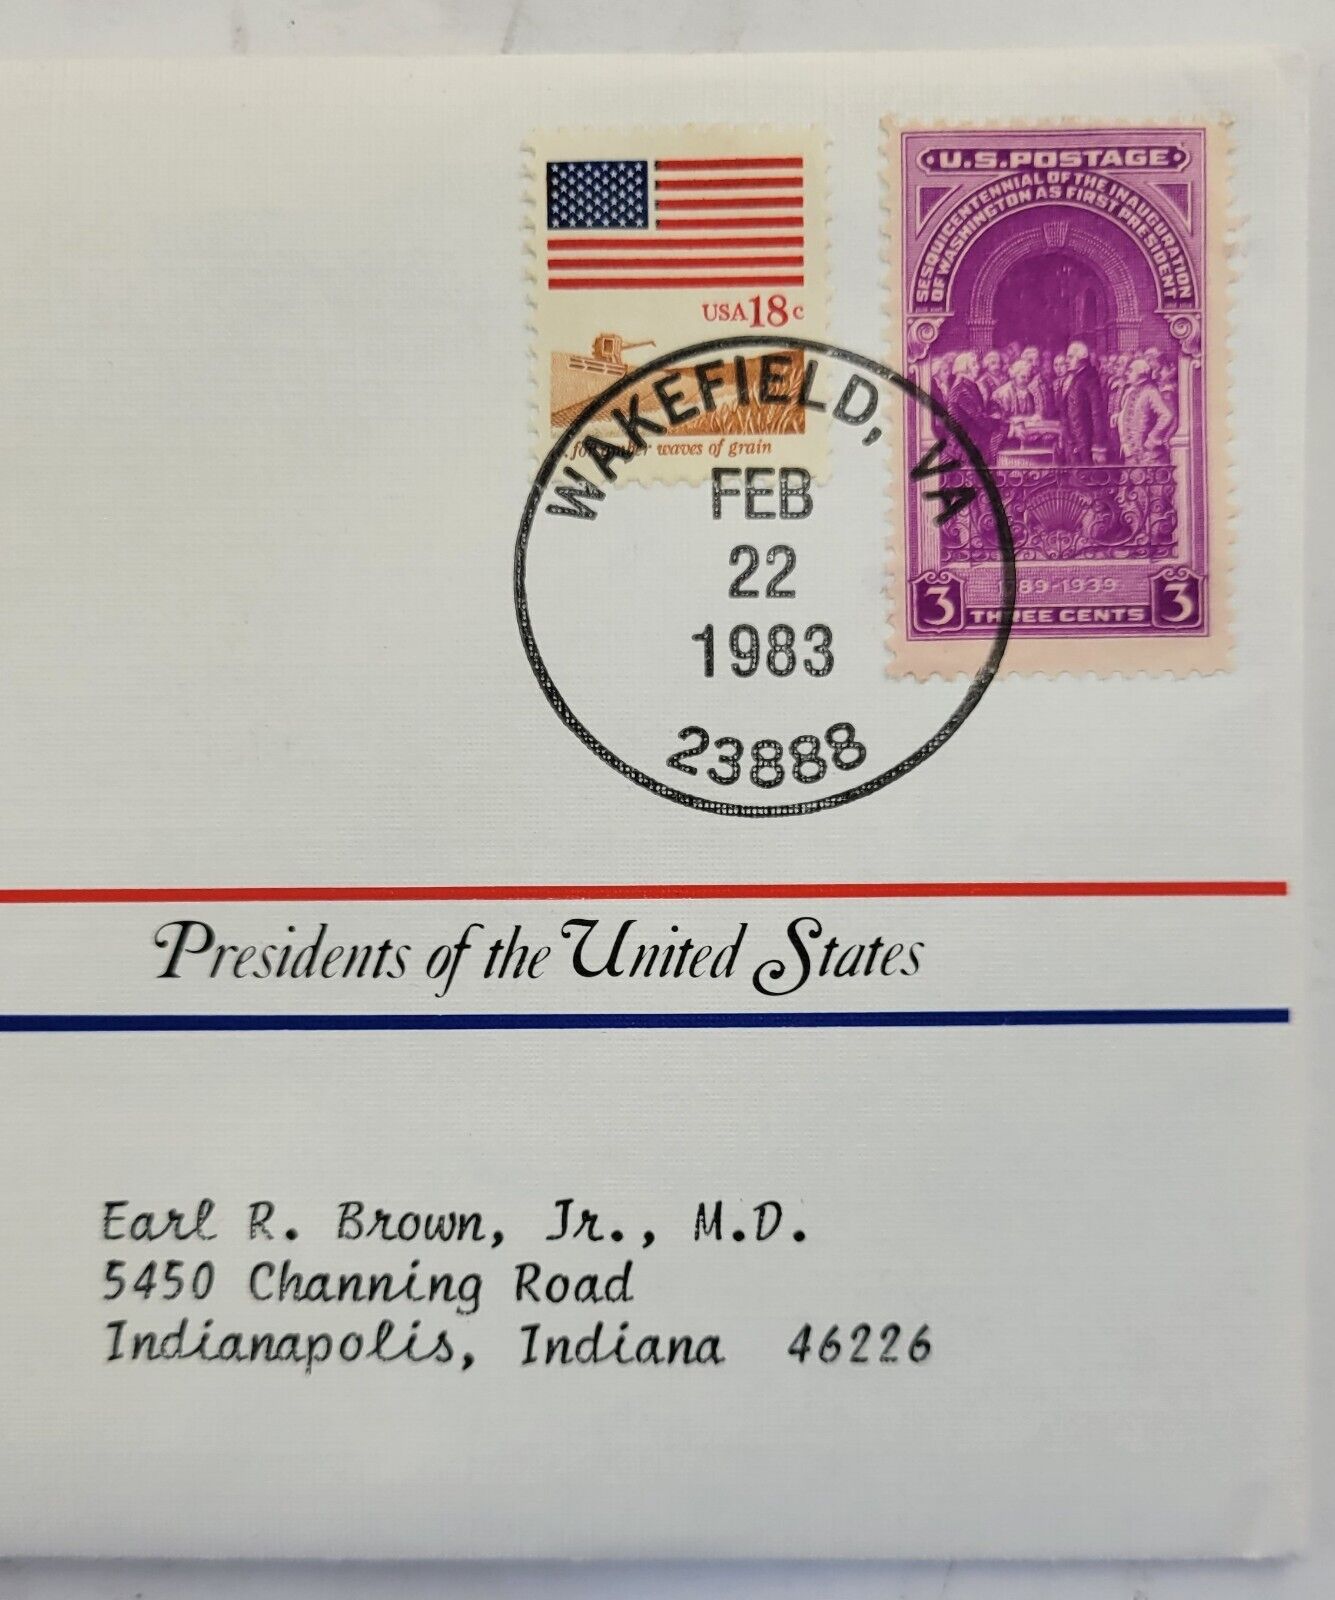 U.S. POSTAGE
SESQUICENTENNIAL OF THE INAUGURATION
OF WASHINGTON AS FIRST PRESIDENT
USA 18c
waves of grain
WAKEFIELD, VA
FEB
22
1983
23888
89-1939
3 THREE CENTS 3
Presidents of the United States
Earl R. Brown, Jr., M.D.
5450 Channing Road
Indianapolis, Indiana 46226